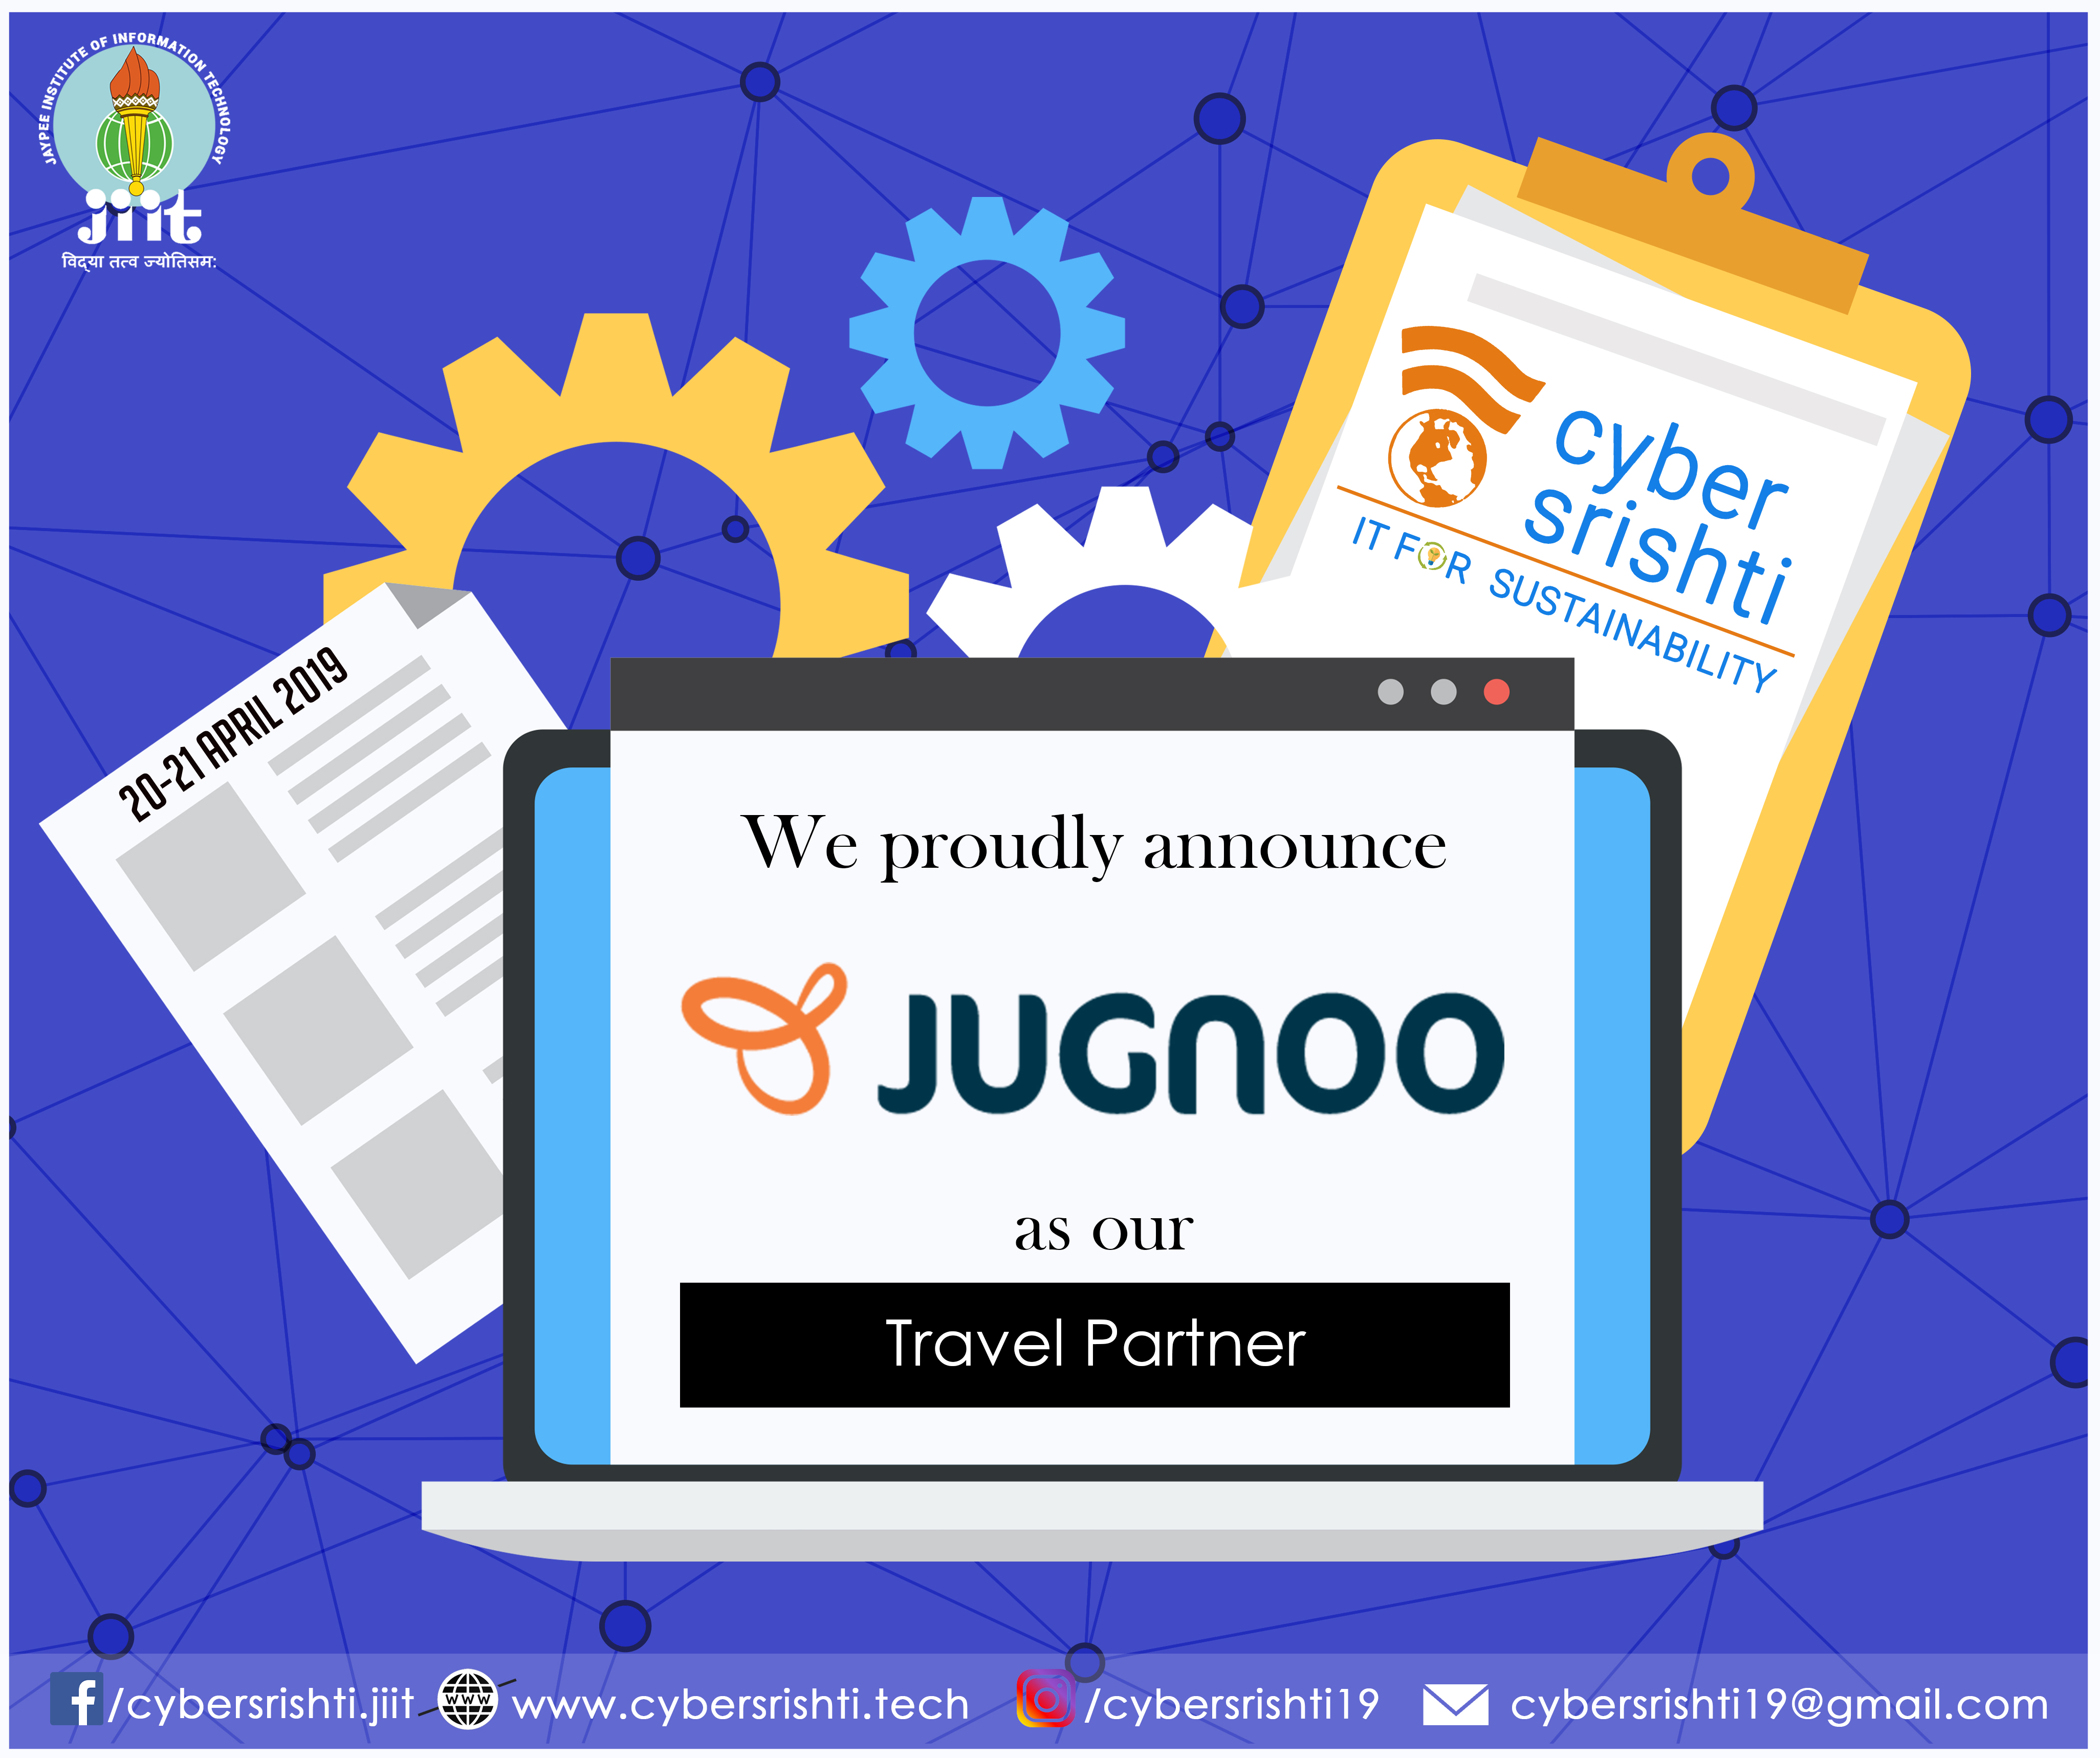 JAYPEE INSTITUTE OF INFORMATION TECHNOLOGY
jiit
विद्या तत्व ज्योतिसमः
cyber
srishti
IT FOR SUSTAINABILITY
20-21 APRIL 2019
We proudly announce
JUGNOO
as our
Travel Partner
f/cybersrishti.jiit
www
www.cybersrishti.tech
/cybersrishti19
cybersrishti19@gmail.com